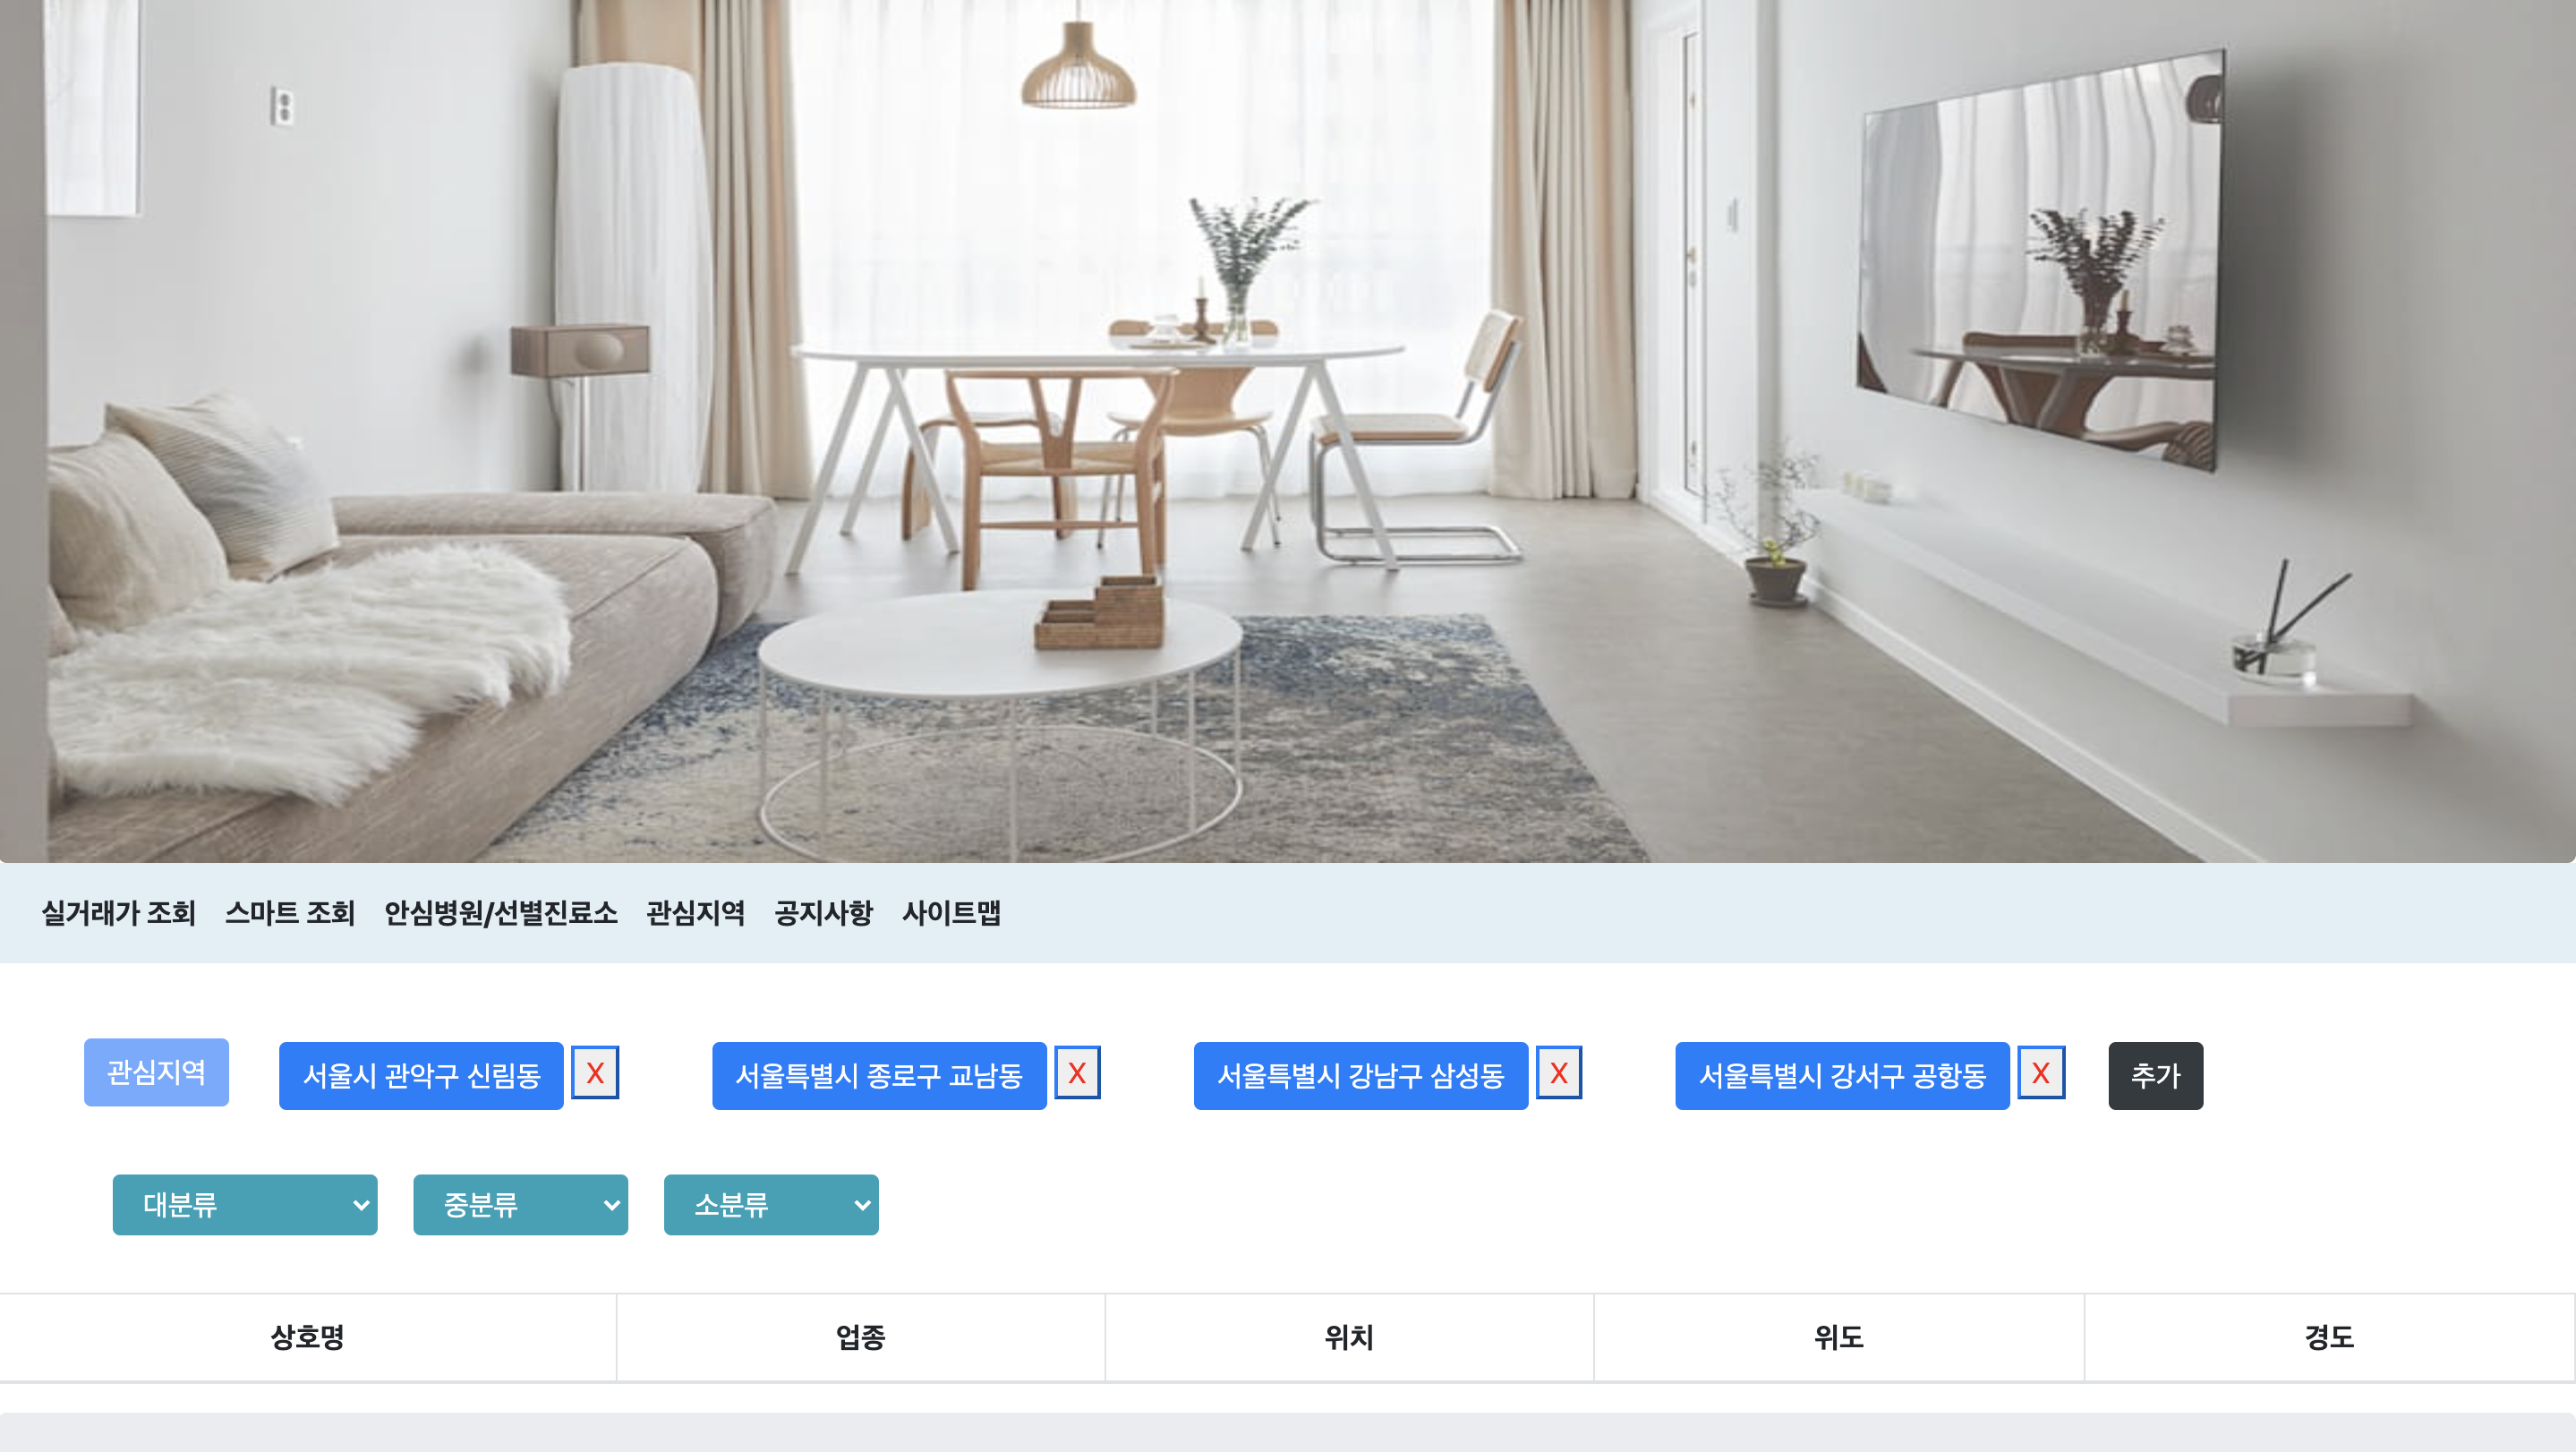 실거래가 조회 스마트 조회 안심병원/선별진료소 관심지역 공지사항 사이트맵
관심지역 서울시 관악구 신림동 X 서울특별시 종로구 교남동 X 서울특별시 강남구 삼성동 X 서울특별시 강서구 공항동 X 추가
대분류 중분류 소분류
상호명 업종 위치 위도 경도